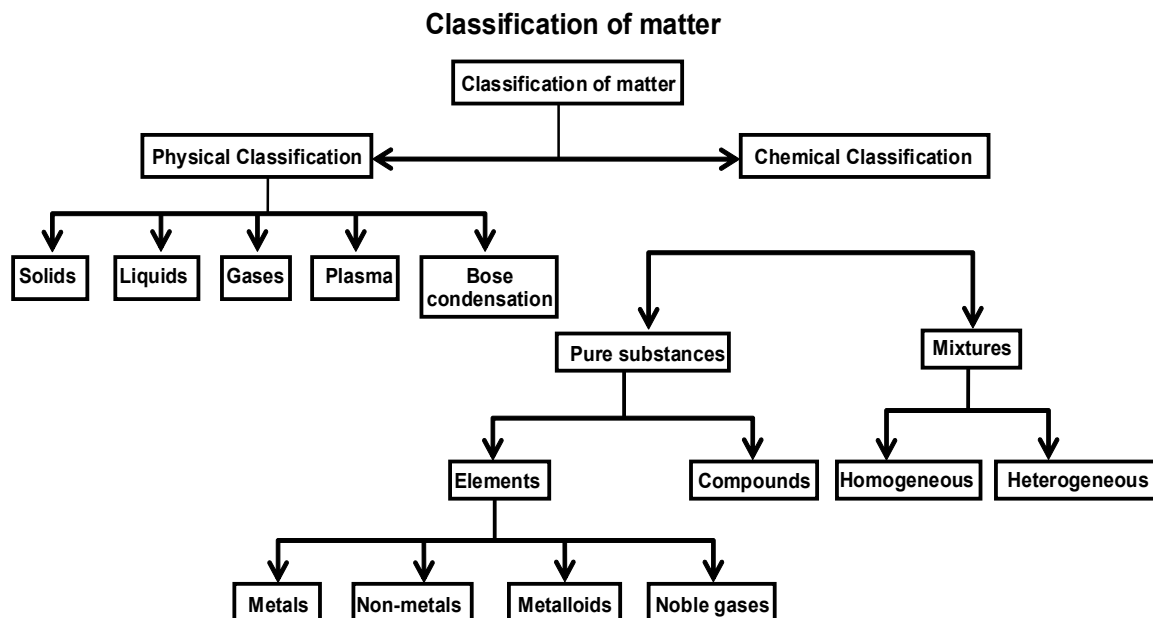 Classification of matter
Classification of matter
Physical Classification
Chemical Classification
Solids
Liquids
Gases
Plasma
Bose
condensation
Pure substances
Mixtures
Elements
Compounds
Homogeneous
Heterogeneous
Metals
Non-metals
Metalloids
Noble gases